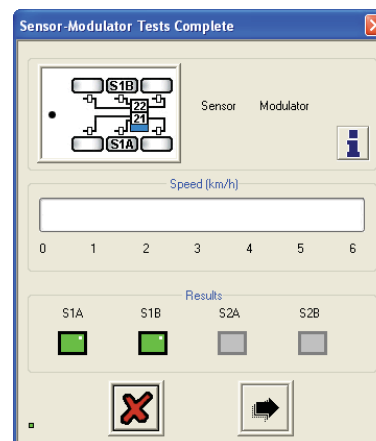 Sensor-Modulator Tests Complete
S1B
22
21
S1A
Sensor Modulator
Speed (km/h)
0 1 2 3 4 5 6
Results
S1A S1B S2A S2B